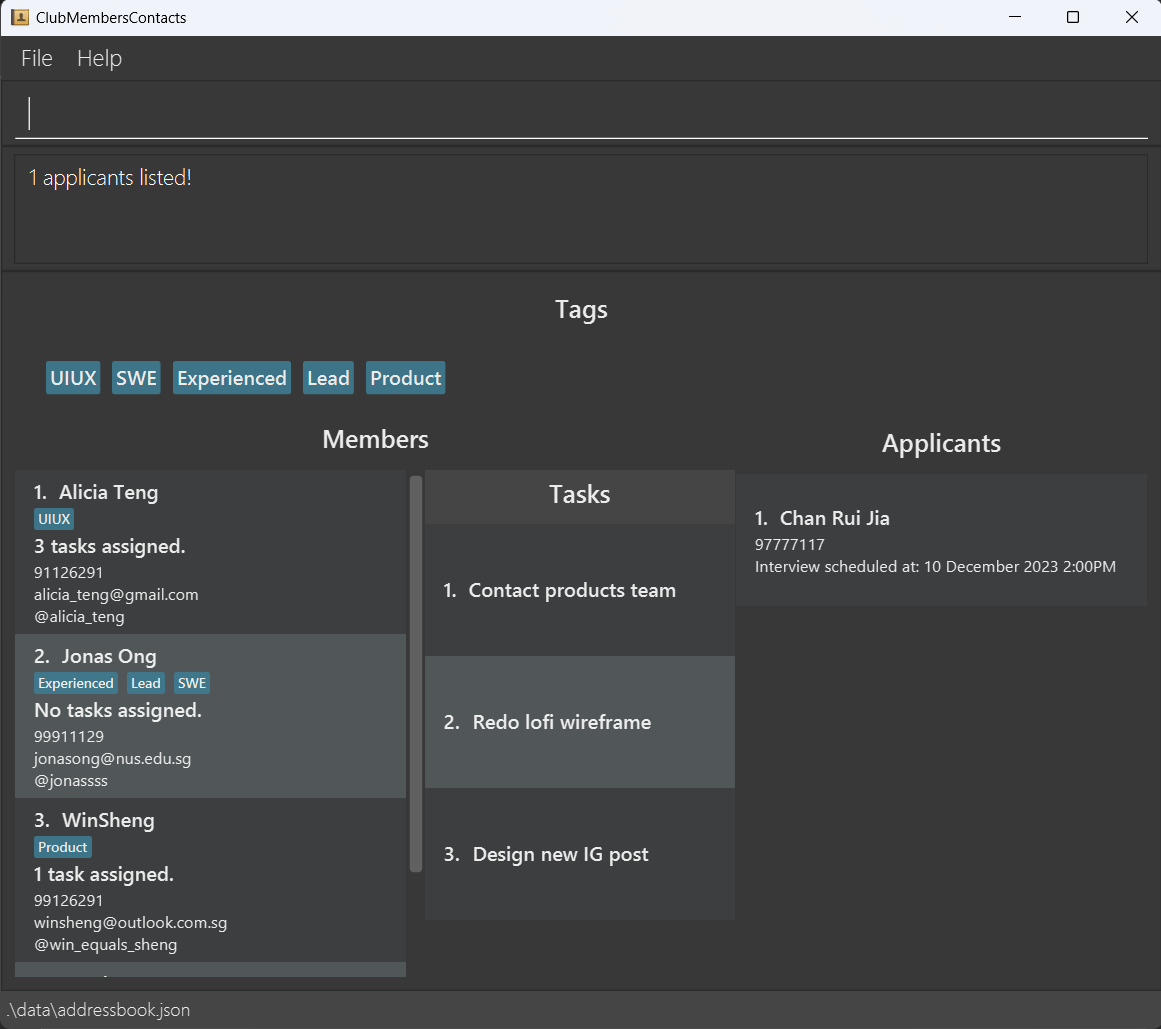 ClubMembersContacts
File Help
1 applicants listed!
Tags
UIUX SWE Experienced Lead Product
Members
1. Alicia Teng
UIUX
3 tasks assigned.
91126291
alicia_teng@gmail.com
@alicia_teng
2. Jonas Ong
Experienced Lead SWE
No tasks assigned.
99911129
jonasong@nus.edu.sg
@jonassss
3. WinSheng
Product
1 task assigned.
99126291
winsheng@outlook.com.sg
@win_equals_sheng
Tasks
1. Contact products team
2. Redo lofi wireframe
3. Design new IG post
Applicants
1. Chan Rui Jia
97777117
Interview scheduled at: 10 December 2023 2:00PM
.\data\addressbook.json